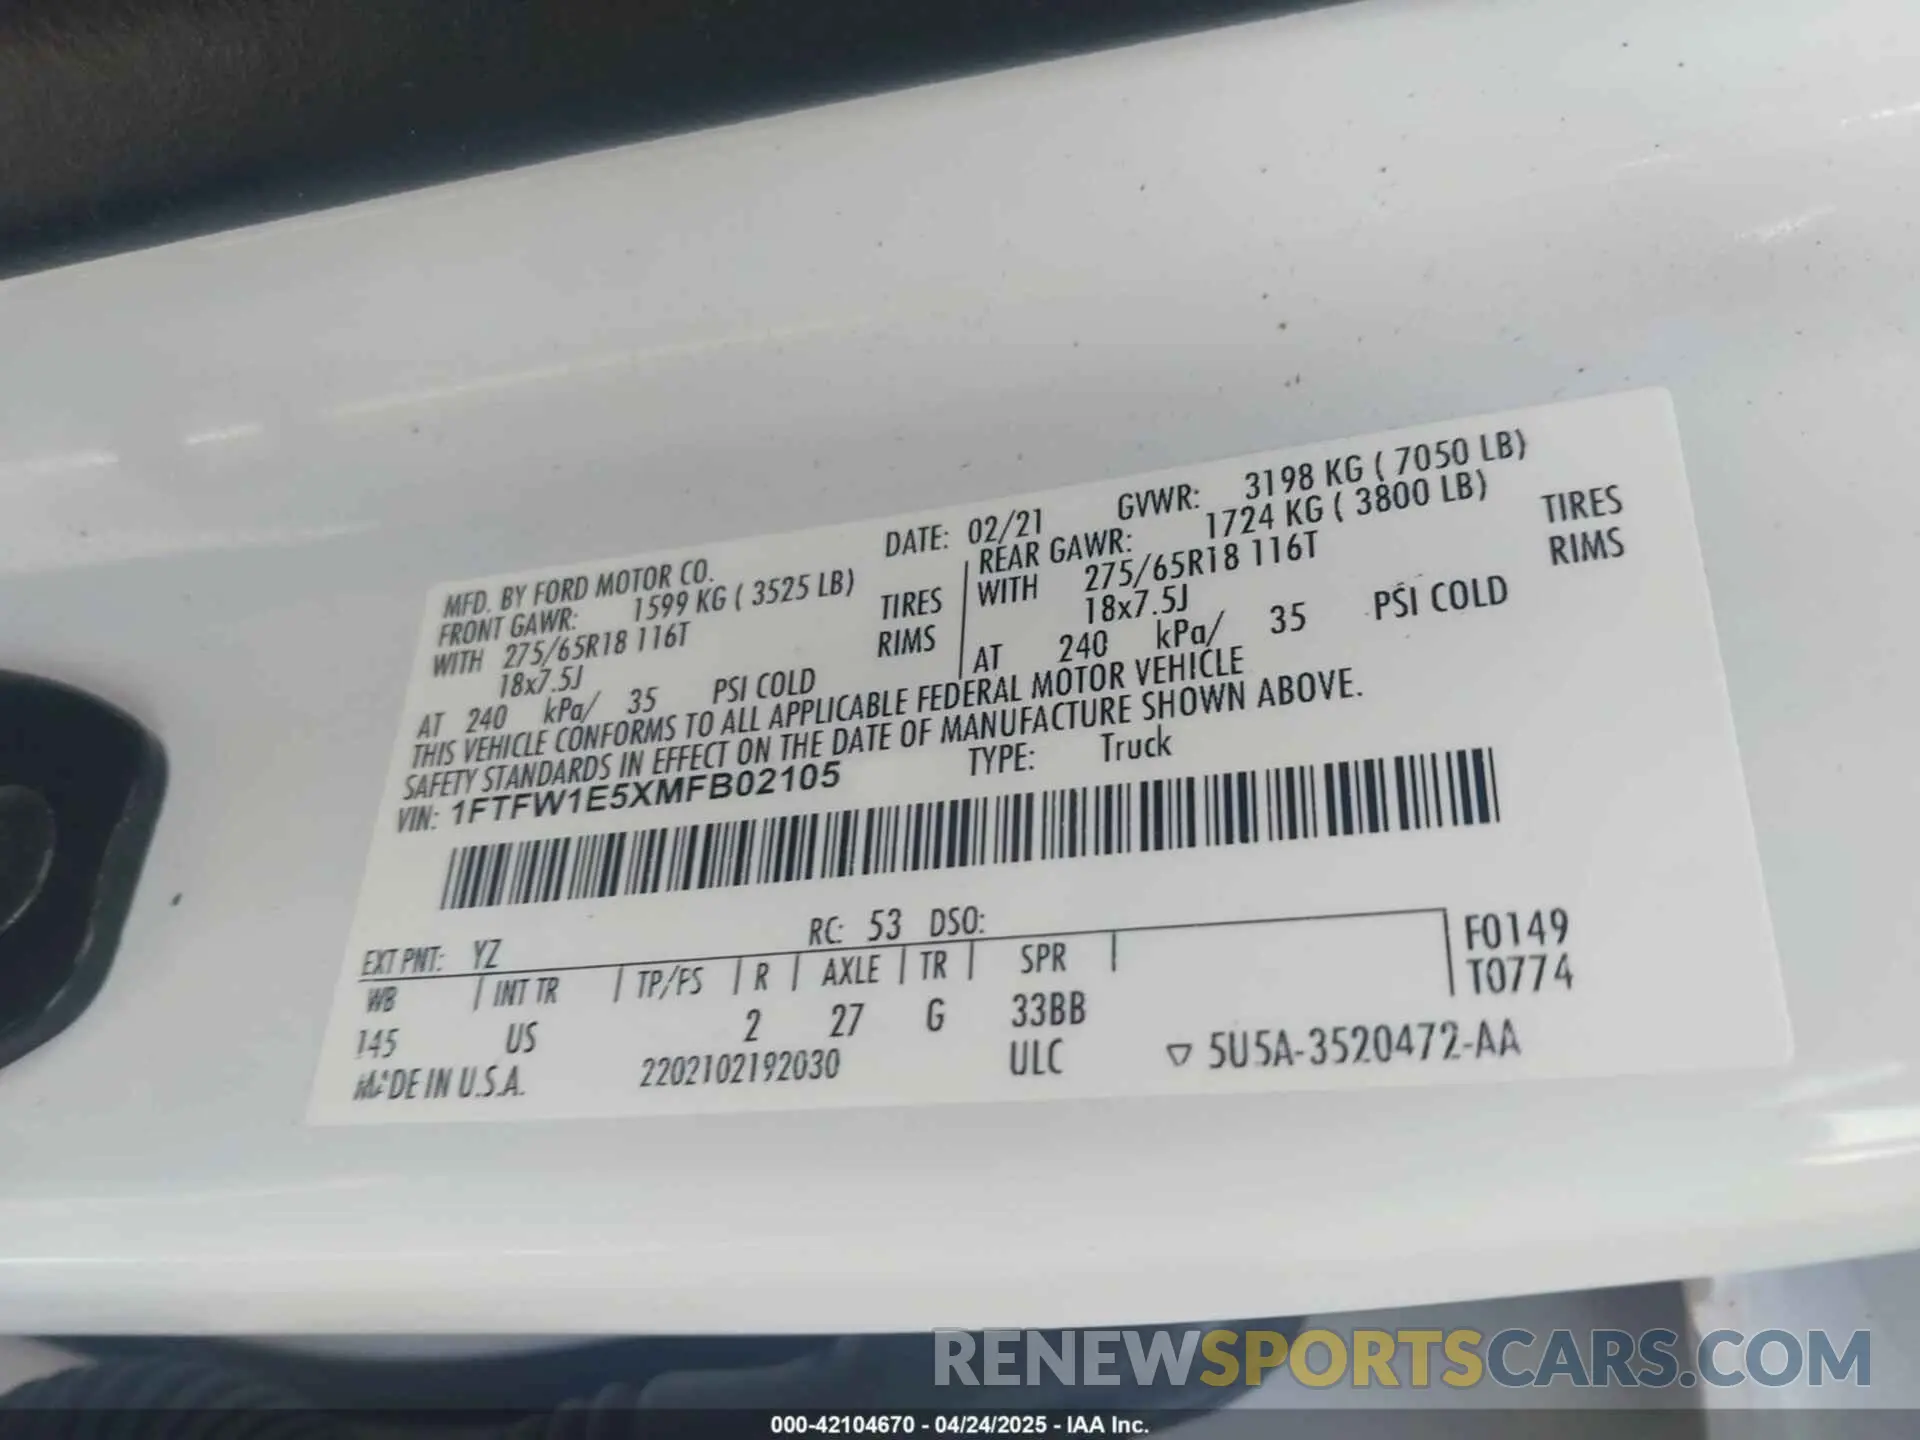 MFD. BY FORD MOTOR CO. DATE: 02/21 GVWR: 3198 KG ( 7050 LB)
FRONT GAWR: 1599 KG ( 3525 LB) REAR GAWR: 1724 KG ( 3800 LB)
WITH 275/65R18 116T TIRES WITH 275/65R18 116T TIRES
18x7.5J RIMS 18x7.5J RIMS
AT 240 kPa/ 35 PSI COLD AT 240 kPa/ 35 PSI COLD
THIS VEHICLE CONFORMS TO ALL APPLICABLE FEDERAL MOTOR VEHICLE
SAFETY STANDARDS IN EFFECT ON THE DATE OF MANUFACTURE SHOWN ABOVE.
VIN: 1FTFW1E5XMFB02105 TYPE: Truck
EXT PNT: YZ RC: 53 DSO: F0149
WB INT TR TP/FS R AXLE TR SPR T0774
145 US 2 27 G 33BB
MADE IN U.S.A. 2202102192030 ULC ▽ 5U5A-3520472-AA
RENEWSPORTSCARS.COM
000-42104670 - 04/24/2025 - IAA Inc.